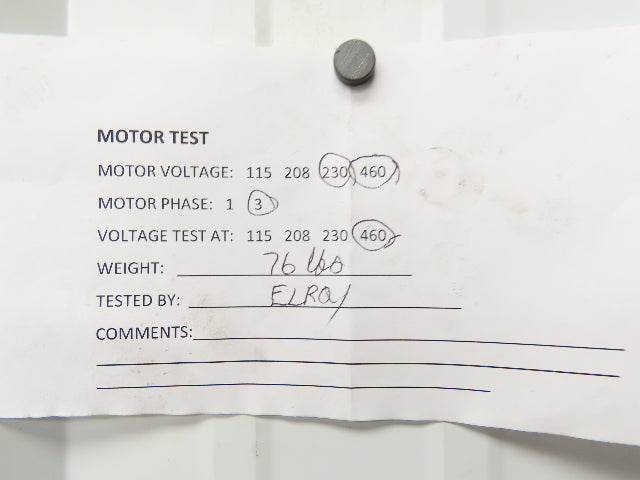 MOTOR TEST
MOTOR VOLTAGE: 115 208 230 460
MOTOR PHASE: 1 3
VOLTAGE TEST AT: 115 208 230 460
WEIGHT: 76 lbs
TESTED BY: ELROY
COMMENTS: